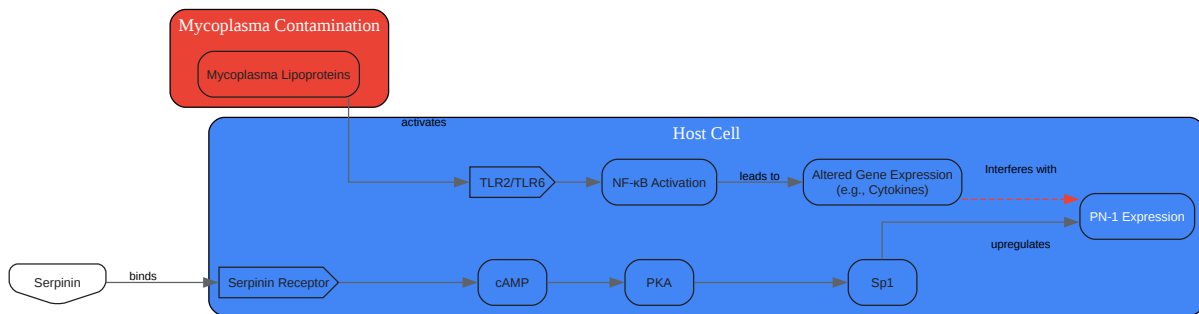 Mycoplasma Contamination
Mycoplasma Lipoproteins
activates
Host Cell
TLR2/TLR6
NF-κB Activation
leads to
Altered Gene Expression
(e.g., Cytokines)
Interferes with
PN-1 Expression
upregulates
Serpinin
binds
Serpinin Receptor
cAMP
PKA
Sp1